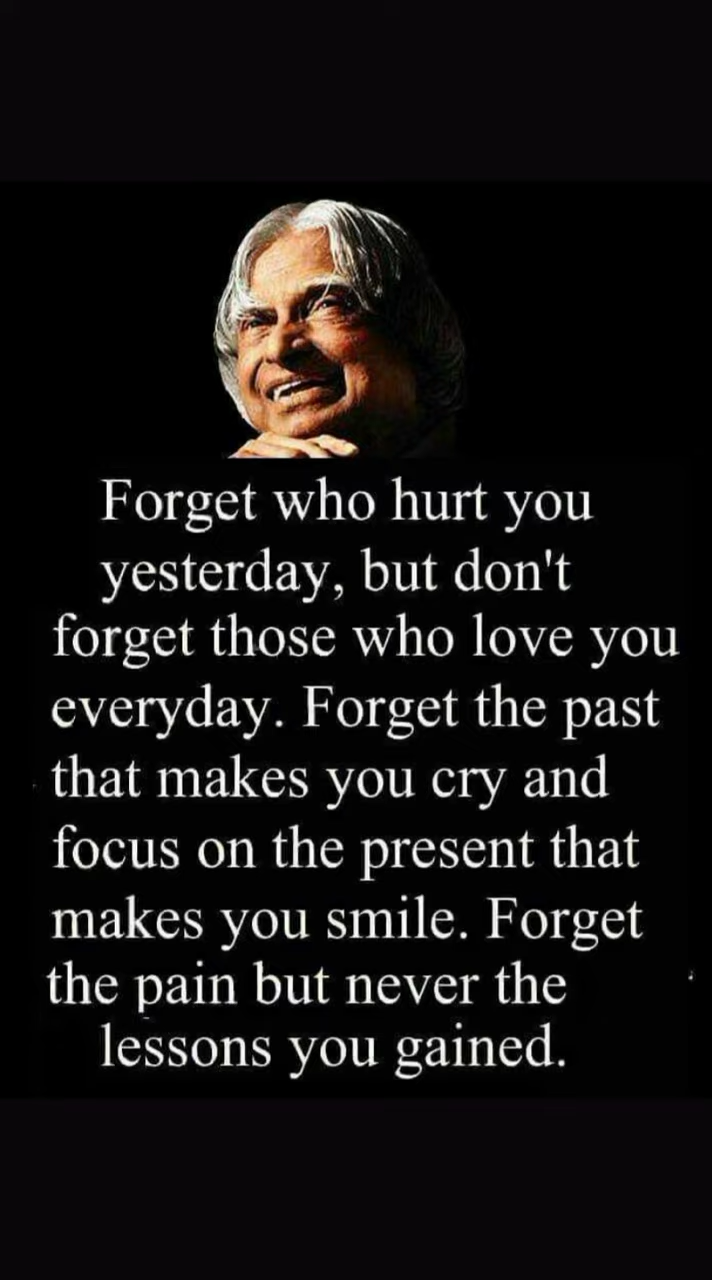 Forget who hurt you
yesterday, but don't
forget those who love you
everyday. Forget the past
that makes you cry and
focus on the present that
makes you smile. Forget
the pain but never the
lessons you gained.